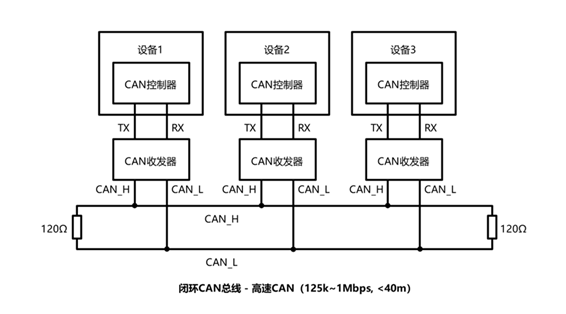 设备1 设备2 设备3
CAN控制器 CAN控制器 CAN控制器
TX RX TX RX TX RX
CAN收发器 CAN收发器 CAN收发器
CAN_H CAN_L CAN_H CAN_L CAN_H CAN_L
CAN_H
120Ω 120Ω
CAN_L
闭环CAN总线 - 高速CAN（125k~1Mbps, <40m）